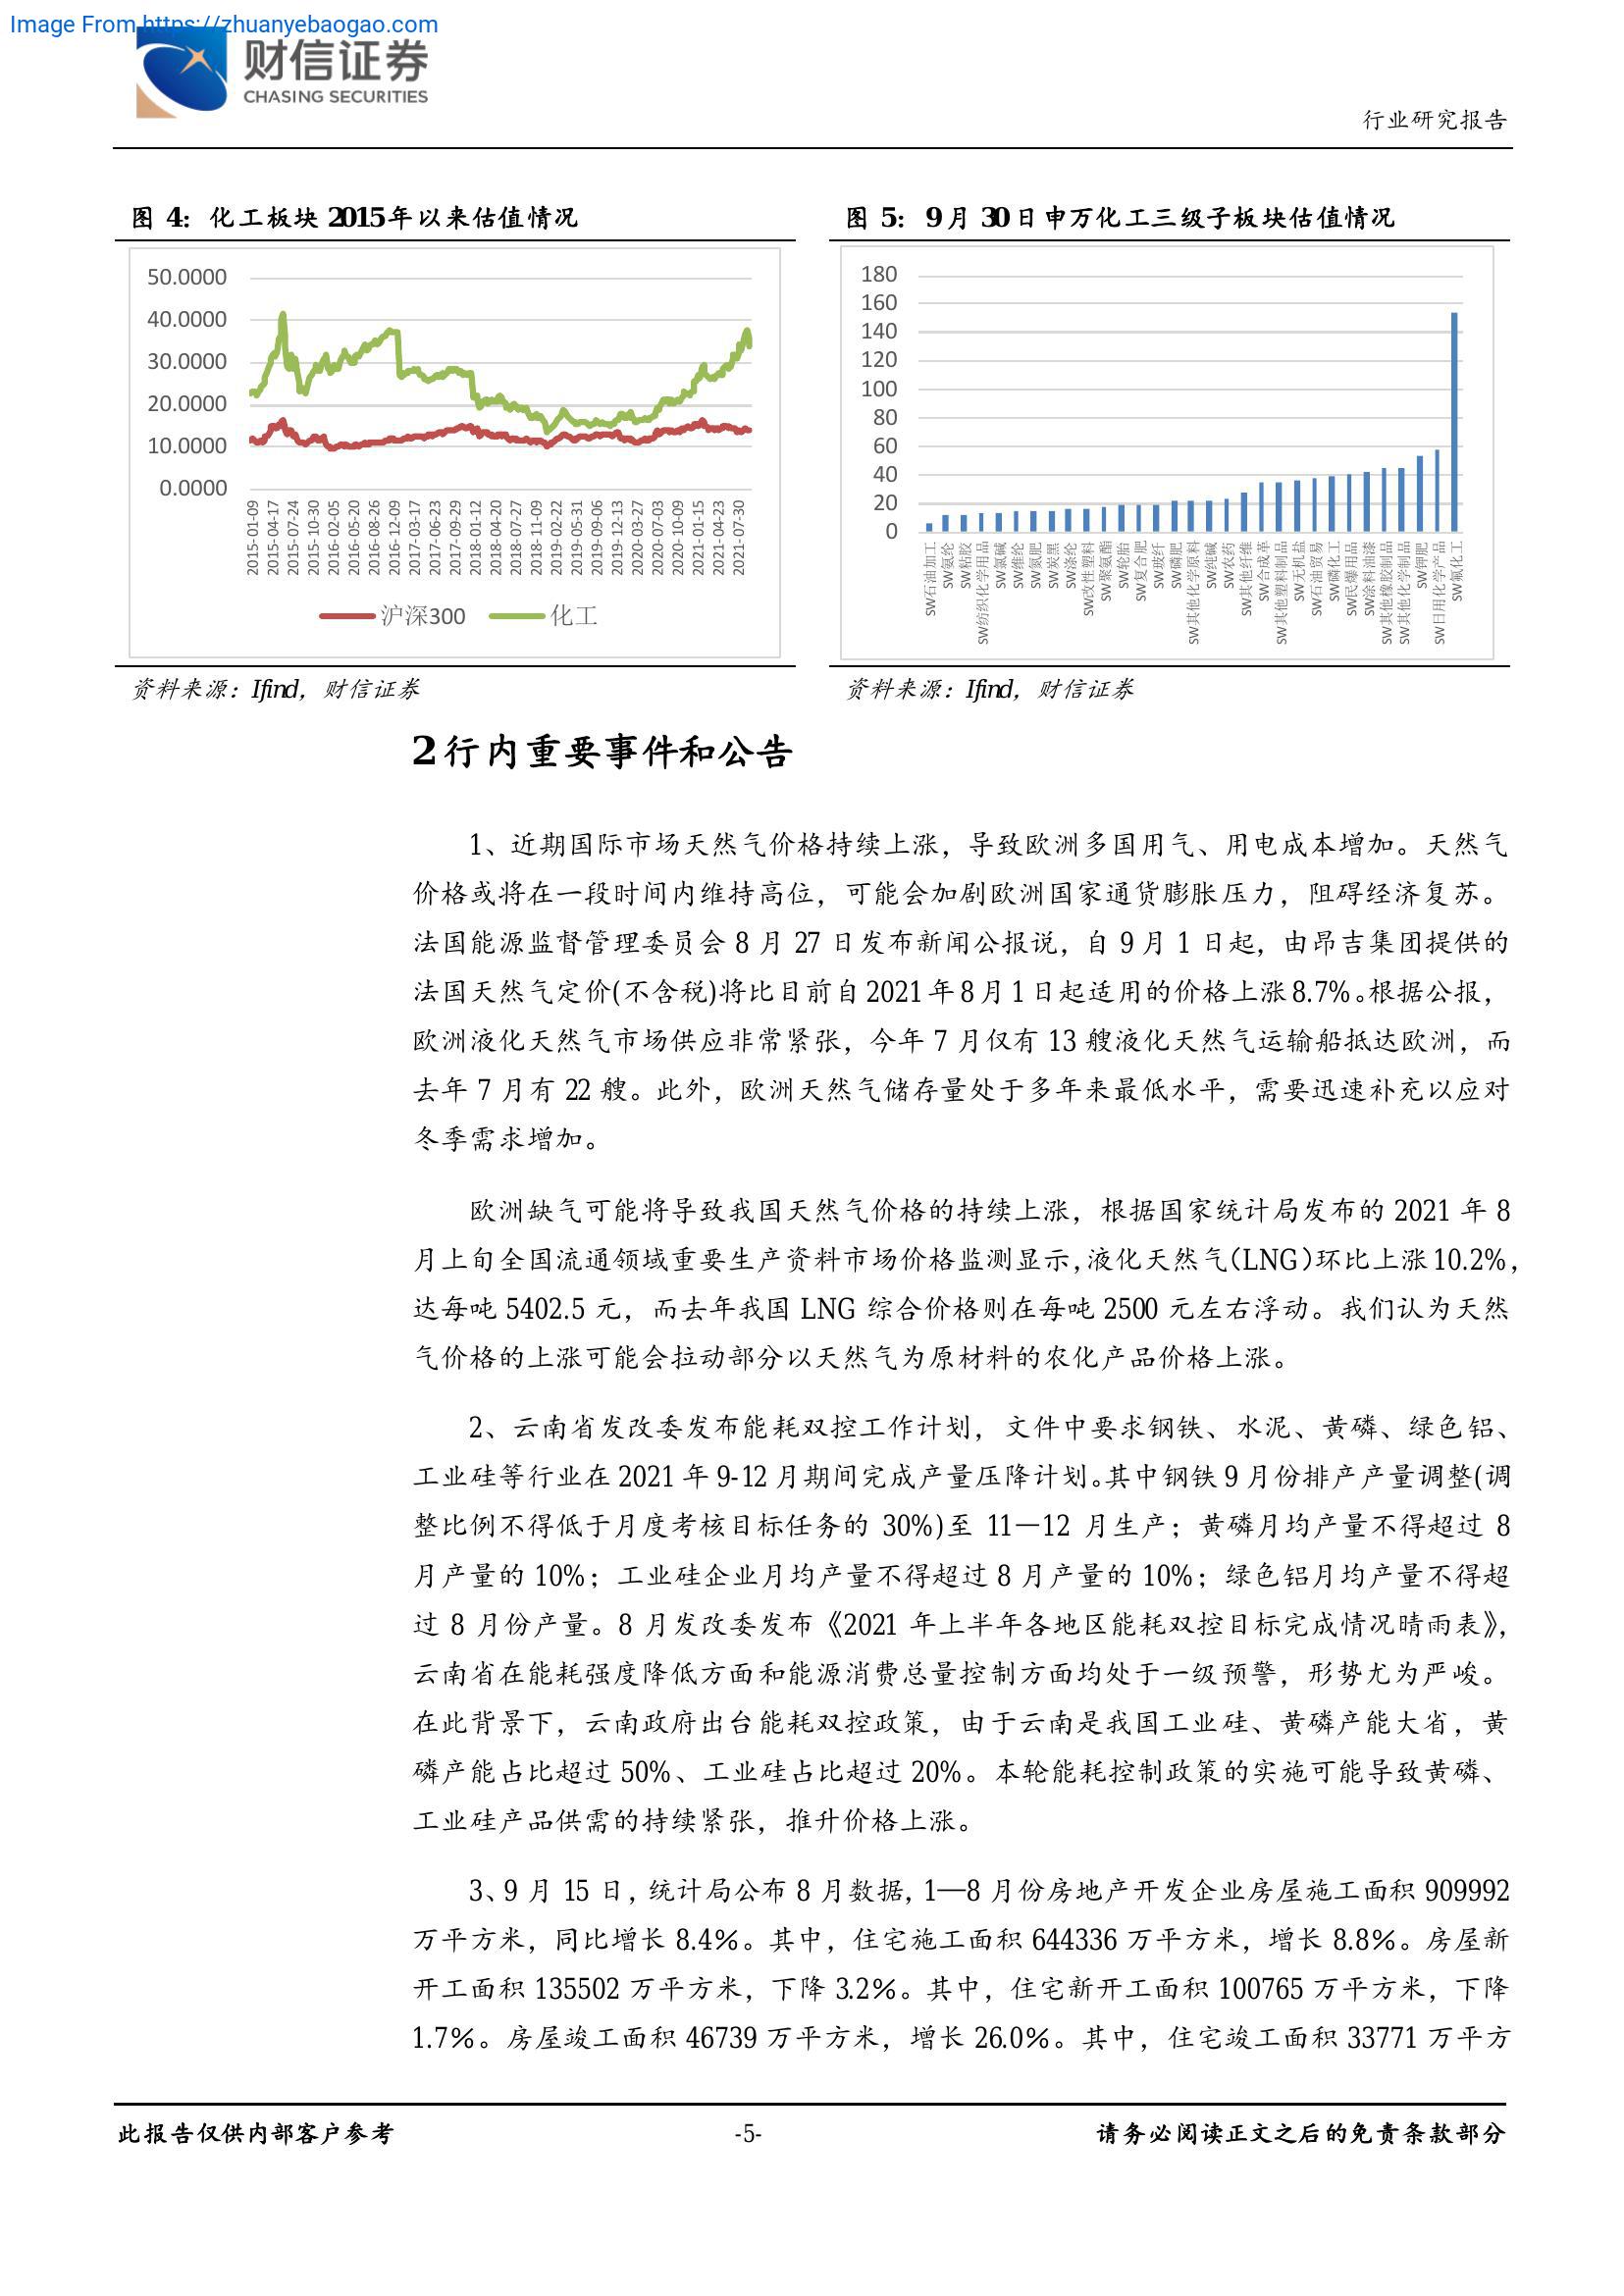 Image From https://zhuanyebaogao.com
财信证券
CHASING SECURITIES
行业研究报告
图 4：化工板块 2015年以来估值情况
50.0000
40.0000
30.0000
20.0000
10.0000
0.0000
2015-01-09
2015-04-17
2015-07-24
2015-10-30
2016-02-05
2016-05-20
2016-08-26
2016-12-09
2017-03-17
2017-06-23
2017-09-29
2018-01-12
2018-04-20
2018-07-27
2018-11-09
2019-02-22
2019-05-31
2019-09-06
2019-12-13
2020-03-27
2020-07-03
2020-10-09
2021-01-15
2021-04-23
2021-07-30
沪深300 化工
资料来源：Ifind，财信证券
图 5：9月 30日申万化工三级子板块估值情况
180
160
140
120
100
80
60
40
20
0
SW石油加工
SW氨纶
SW粘胶
SW纺织化学用品
SW氯碱
SW维纶
SW氮肥
SW炭黑
SW涤纶
SW改性塑料
SW聚氨酯
SW轮胎
SW复合肥
SW玻纤
SW磷肥
SW其他化学原料
SW纯碱
SW农药
SW其他纤维
SW合成革
SW其他塑料制品
SW无机盐
SW石油贸易
SW磷化工
SW民爆用品
SW涂料油漆
SW其他橡胶制品
SW其他化学制品
SW钾肥
SW日用化学产品
SW氟化工
资料来源：Ifind，财信证券
2行内重要事件和公告
1、近期国际市场天然气价格持续上涨，导致欧洲多国用气、用电成本增加。天然气
价格或将在一段时间内维持高位，可能会加剧欧洲国家通货膨胀压力，阻碍经济复苏。
法国能源监督管理委员会 8 月 27 日发布新闻公报说，自 9 月 1 日起，由昂吉集团提供的
法国天然气定价(不含税)将比目前自2021年8月1日起适用的价格上涨8.7%。根据公报，
欧洲液化天然气市场供应非常紧张，今年 7 月仅有 13 艘液化天然气运输船抵达欧洲，而
去年 7 月有 22 艘。此外，欧洲天然气储存量处于多年来最低水平，需要迅速补充以应对
冬季需求增加。
欧洲缺气可能将导致我国天然气价格的持续上涨，根据国家统计局发布的 2021 年 8
月上旬全国流通领域重要生产资料市场价格监测显示，液化天然气（LNG）环比上涨10.2%，
达每吨 5402.5 元，而去年我国 LNG 综合价格则在每吨 2500 元左右浮动。我们认为天然
气价格的上涨可能会拉动部分以天然气为原材料的农化产品价格上涨。
2、云南省发改委发布能耗双控工作计划，文件中要求钢铁、水泥、黄磷、绿色铝、
工业硅等行业在 2021 年 9-12 月期间完成产量压降计划。其中钢铁9月份排产产量调整(调
整比例不得低于月度考核目标任务的 30%)至 11—12 月生产；黄磷月均产量不得超过 8
月产量的 10%；工业硅企业月均产量不得超过 8 月产量的 10%；绿色铝月均产量不得超
过 8 月份产量。8 月发改委发布《2021 年上半年各地区能耗双控目标完成情况晴雨表》，
云南省在能耗强度降低方面和能源消费总量控制方面均处于一级预警，形势尤为严峻。
在此背景下，云南政府出台能耗双控政策，由于云南是我国工业硅、黄磷产能大省，黄
磷产能占比超过 50%、工业硅占比超过 20%。本轮能耗控制政策的实施可能导致黄磷、
工业硅产品供需的持续紧张，推升价格上涨。
3、9 月 15 日，统计局公布 8 月数据，1—8 月份房地产开发企业房屋施工面积 909992
万平方米，同比增长 8.4%。其中，住宅施工面积 644336 万平方米，增长 8.8%。房屋新
开工面积 135502 万平方米，下降 3.2%。其中，住宅新开工面积 100765 万平方米，下降
1.7%。房屋竣工面积 46739 万平方米，增长 26.0%。其中，住宅竣工面积 33771 万平方
此报告仅供内部客户参考
-5-
请务必阅读正文之后的免责条款部分